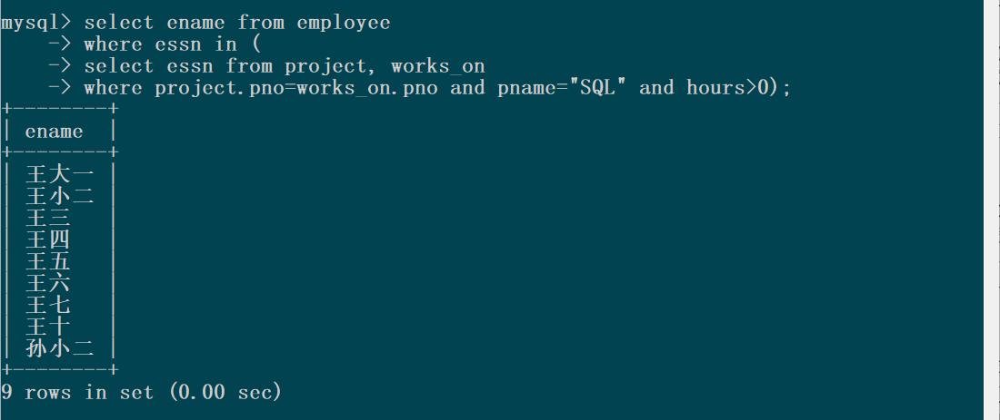 mysql> select ename from employee
    -> where essn in (
    -> select essn from project, works_on
    -> where project.pno=works_on.pno and pname="SQL" and hours>0);
+--------+
| ename  |
+--------+
| 王大一 |
| 王小二 |
| 王三   |
| 王四   |
| 王五   |
| 王六   |
| 王七   |
| 王十   |
| 孙小二 |
+--------+
9 rows in set (0.00 sec)